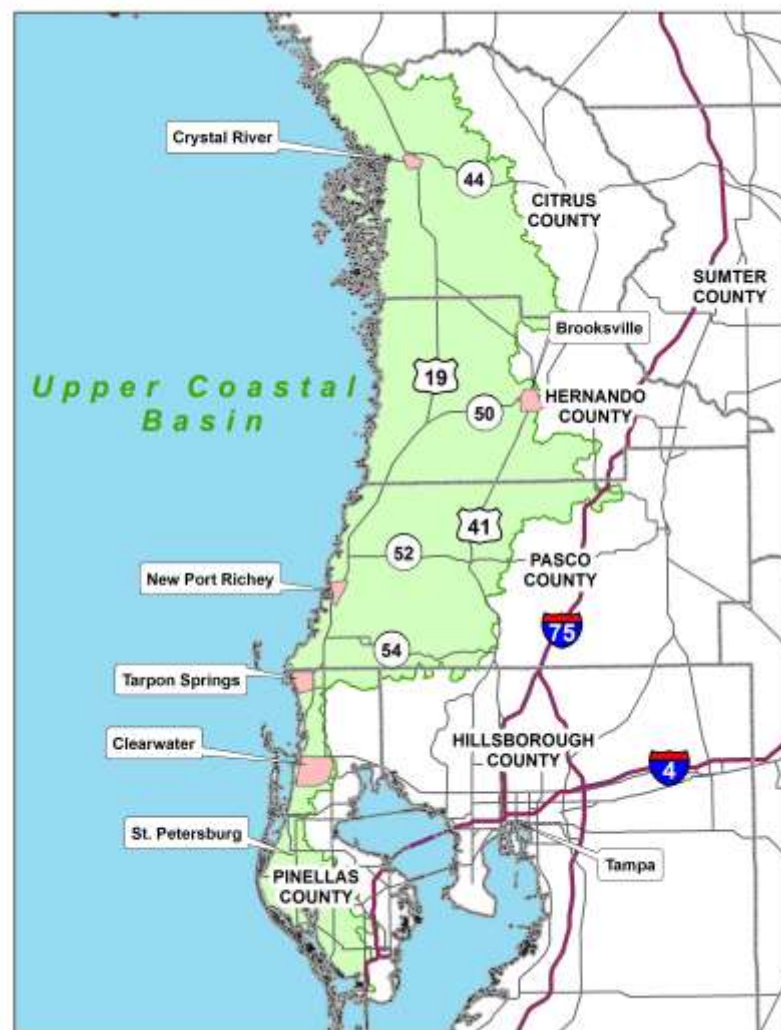 Crystal River
44
CITRUS
COUNTY
SUMTER
COUNTY
Brooksville
19
Upper Coastal
Basin
50
HERNANDO
COUNTY
41
52
PASCO
COUNTY
New Port Richey
75
54
Tarpon Springs
Clearwater
HILLSBOROUGH
COUNTY
4
St. Petersburg
Tampa
PINELLAS
COUNTY